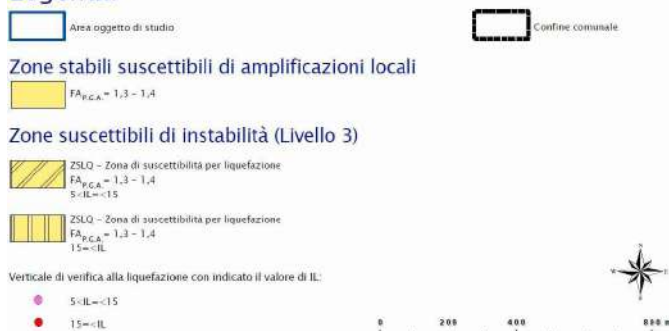 Area oggetto di studio
Confine comunale
Zone stabili suscettibili di amplificazioni locali
FA P.G.A. = 1,3 - 1,4
Zone suscettibili di instabilità (Livello 3)
ZSLQ - Zona di suscettibilità per liquefazione
FA P.G.A. = 1,3 - 1,4
5<IL=<15
ZSLQ - Zona di suscettibilità per liquefazione
FA P.G.A. = 1,3 - 1,4
15=<IL
Verticale di verifica alla liquefazione con indicato il valore di IL:
5<IL=<15
15=<IL
0 200 400 800 m